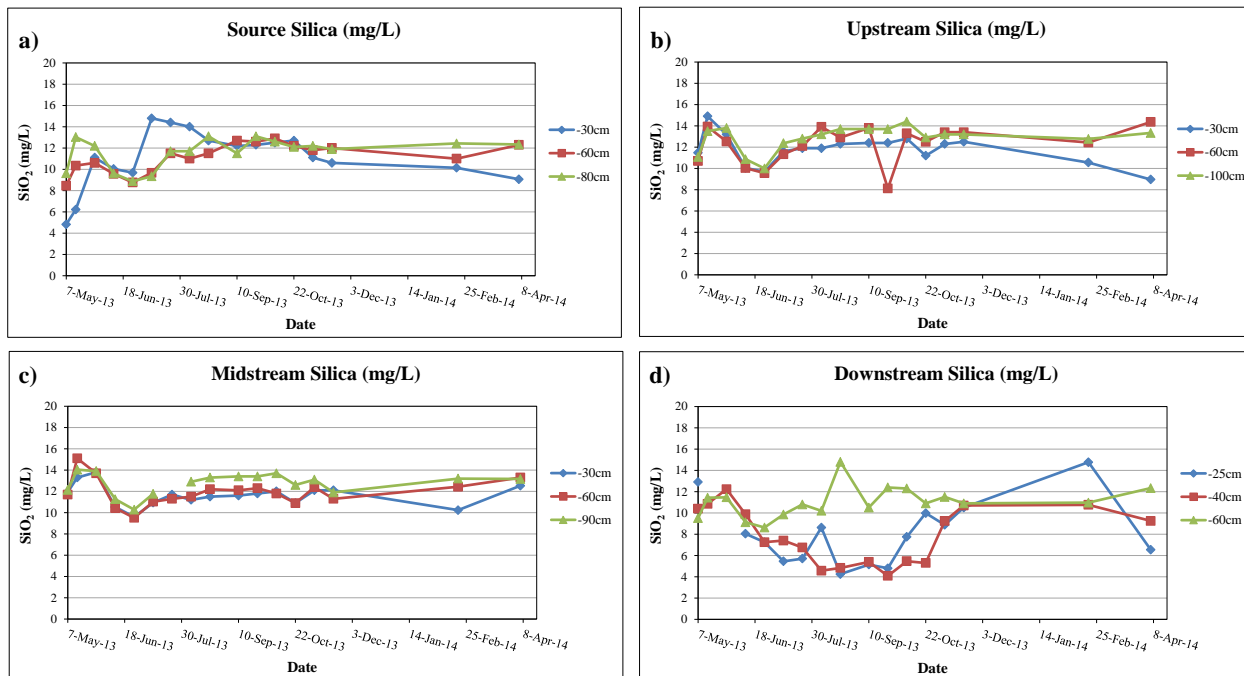 a)
Source Silica (mg/L)
20
18
16
14
12
10
8
6
4
2
0
SiO2 (mg/L)
7-May-13
18-Jun-13
30-Jul-13
10-Sep-13
22-Oct-13
3-Dec-13
14-Jan-14
25-Feb-14
8-Apr-14
Date
-30cm
-60cm
-80cm
b)
Upstream Silica (mg/L)
20
18
16
14
12
10
8
6
4
2
0
SiO2 (mg/L)
7-May-13
18-Jun-13
30-Jul-13
10-Sep-13
22-Oct-13
3-Dec-13
14-Jan-14
25-Feb-14
8-Apr-14
Date
-30cm
-60cm
-100cm
c)
Midstream Silica (mg/L)
20
18
16
14
12
10
8
6
4
2
0
SiO2 (mg/L)
7-May-13
18-Jun-13
30-Jul-13
10-Sep-13
22-Oct-13
3-Dec-13
14-Jan-14
25-Feb-14
8-Apr-14
Date
-30cm
-60cm
-90cm
d)
Downstream Silica (mg/L)
20
18
16
14
12
10
8
6
4
2
0
SiO2 (mg/L)
7-May-13
18-Jun-13
30-Jul-13
10-Sep-13
22-Oct-13
3-Dec-13
14-Jan-14
25-Feb-14
8-Apr-14
Date
-25cm
-40cm
-60cm